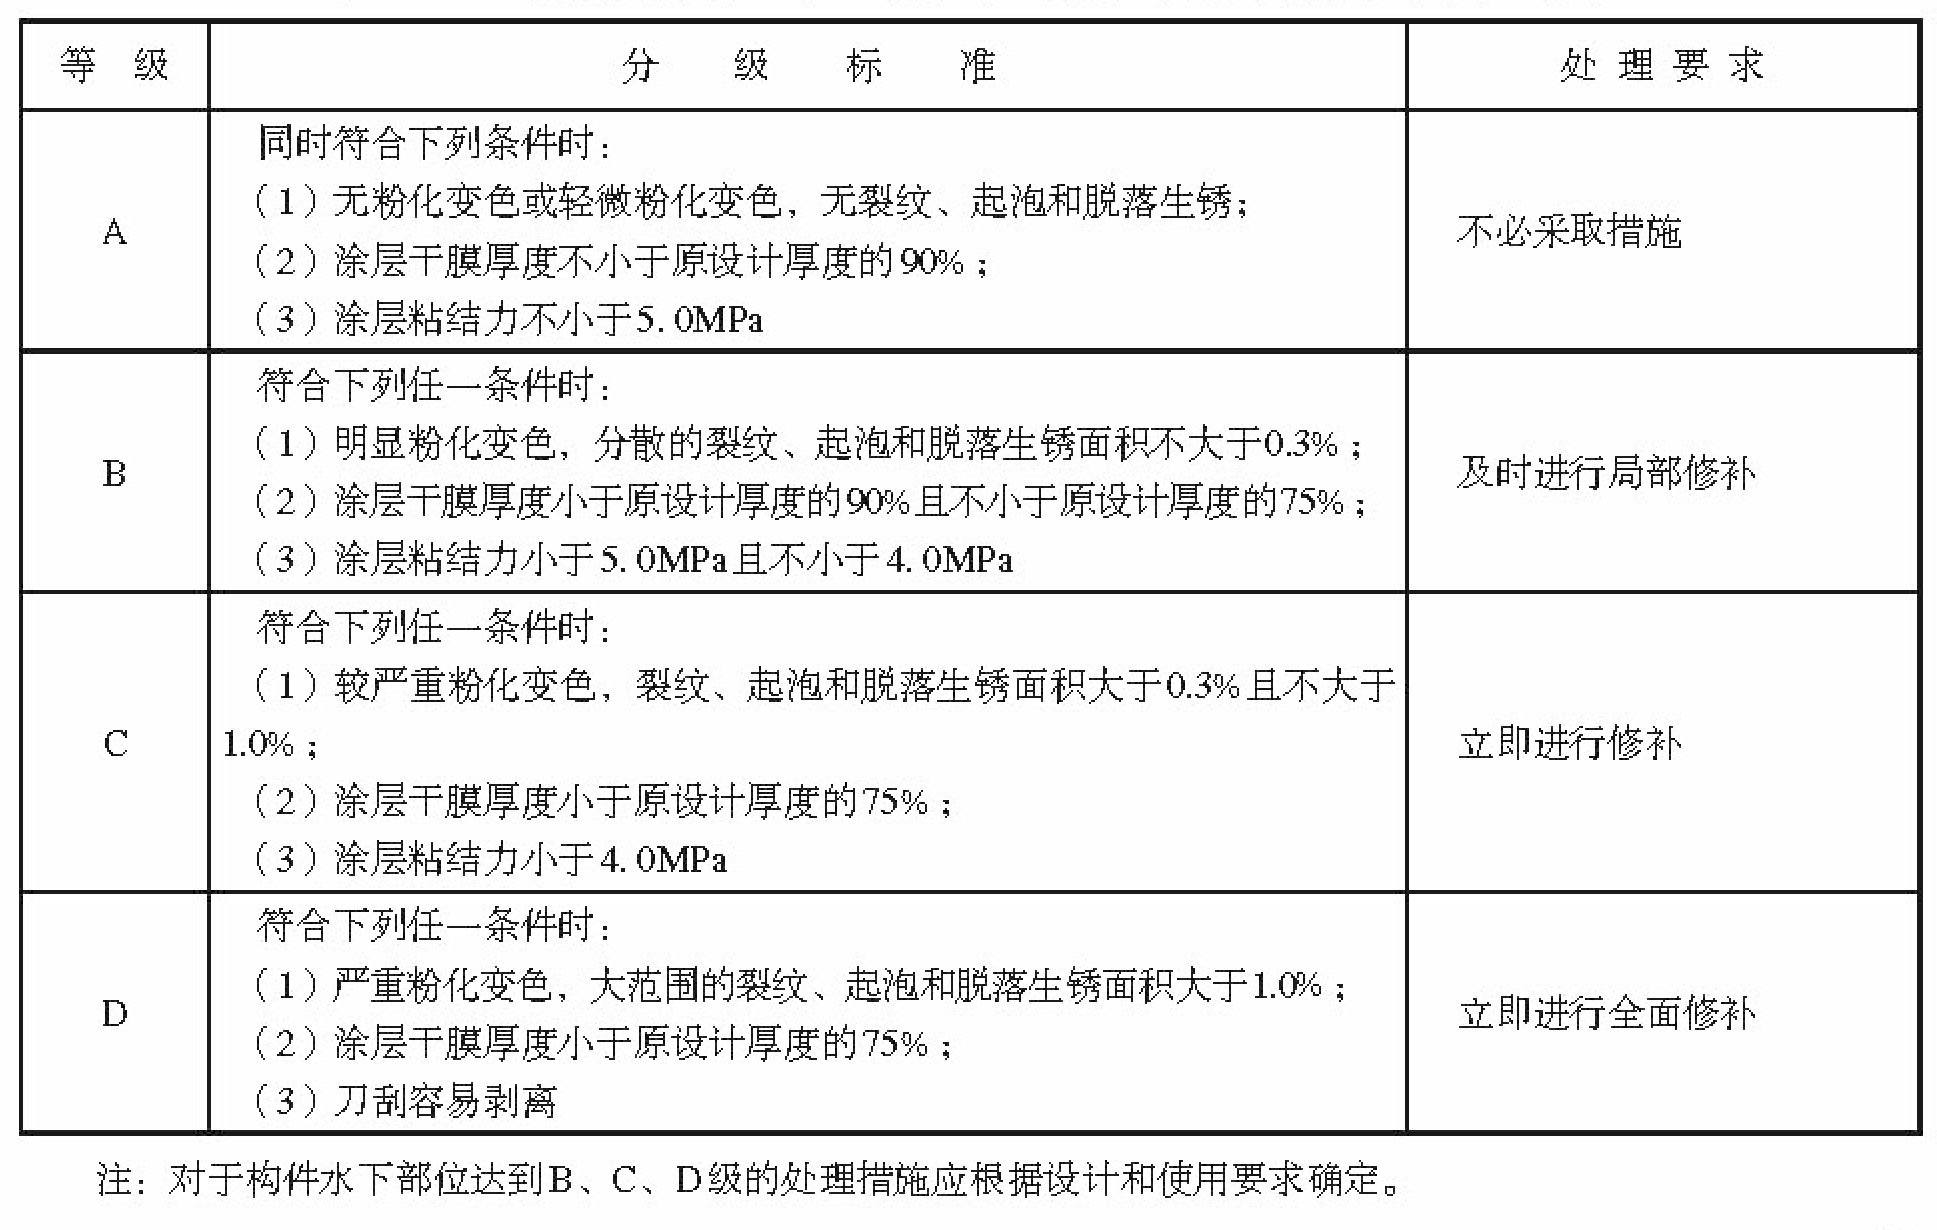 等级 分级标准 处理要求
同时符合下列条件时：
（1）无粉化变色或轻微粉化变色，无裂纹、起泡和脱落生锈；
A
不必采取措施
（2）涂层干膜厚度不小于原设计厚度的90%；
（3）涂层粘结力不小于5.0MPa
符合下列任一条件时：
（1）明显粉化变色，分散的裂纹、起泡和脱落生锈面积不大于0.3%；
B
及时进行局部修补
（2）涂层干膜厚度小于原设计厚度的90%且不小于原设计厚度的75%；
（3）涂层粘结力小于5.0MPa且不小于4.0MPa
符合下列任一条件时：
（1）较严重粉化变色，裂纹、起泡和脱落生锈面积大于0.3%且不大于
1.0%；
C
立即进行修补
（2）涂层干膜厚度小于原设计厚度的75%；
（3）涂层粘结力小于4.0MPa
符合下列任一条件时：
（1）严重粉化变色，大范围的裂纹、起泡和脱落生锈面积大于1.0%；
D
立即进行全面修补
（2）涂层干膜厚度小于原设计厚度的75%；
（3）刀刮容易剥离
注：对于构件水下部位达到B、C、D级的处理措施应根据设计和使用要求确定。